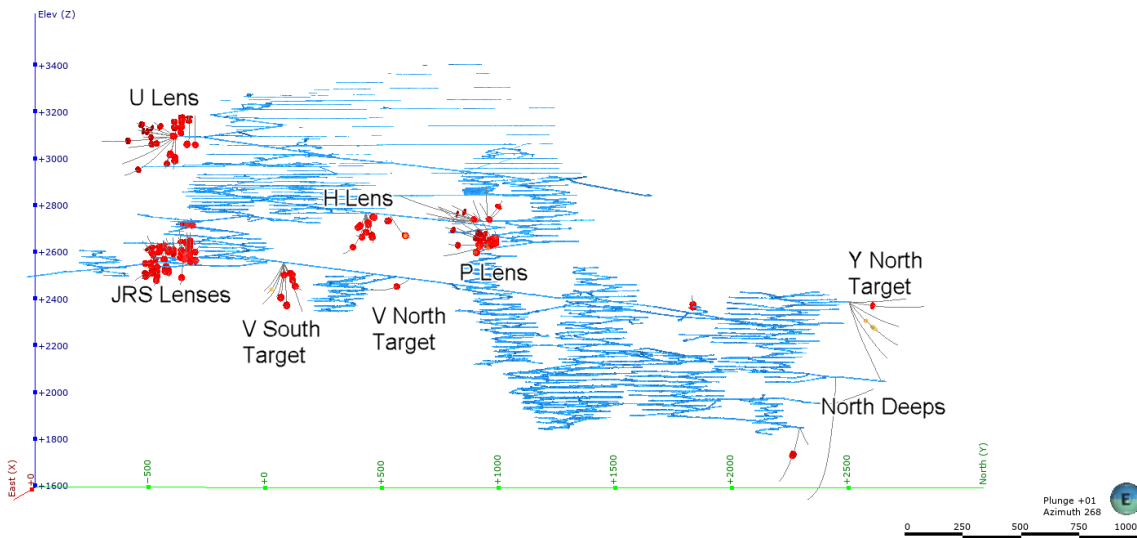 Elev (Z)
+3400
+3200
+3000
+2800
+2600
+2400
+2200
+2000
+1800
+1600
U Lens
H Lens
P Lens
JRS Lenses
V South
Target
V North
Target
Y North
Target
North Deeps
East (X)
+0
-500
+0
+500
+1000
+1500
+2000
+2500
North (Y)
Plunge +01
Azimuth 268
E
0 250 500 750 1000